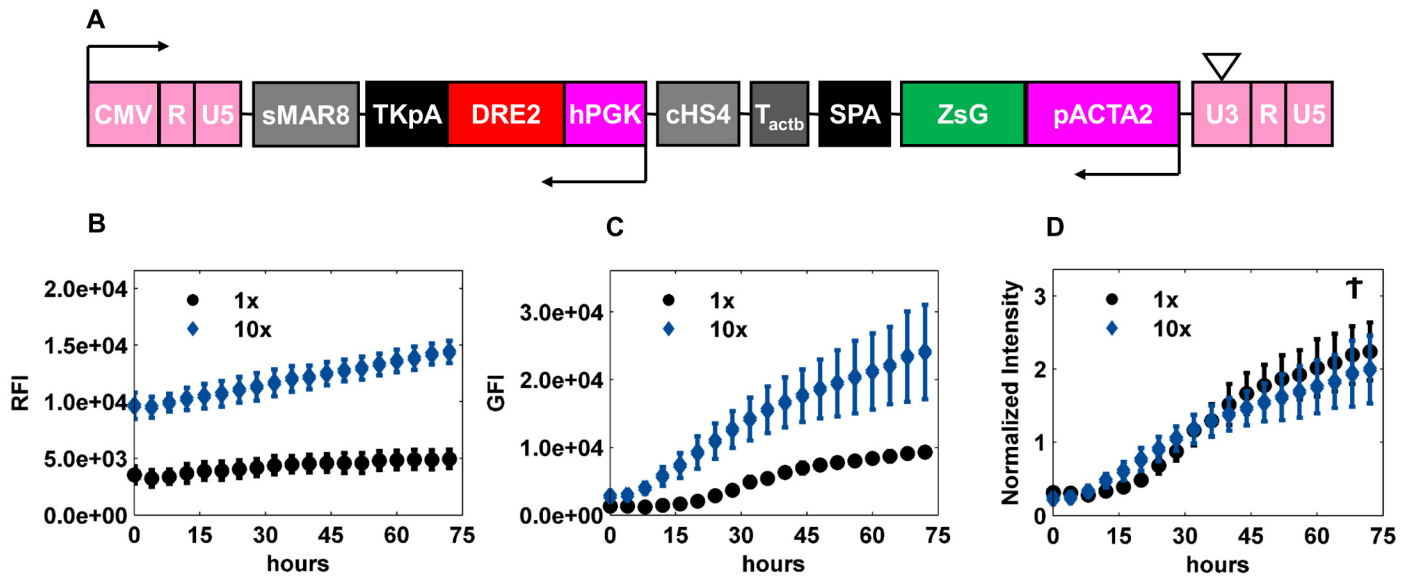 A
CMV R U5 sMAR8 TKpA DRE2 hPGK cHS4 Tactb SPA ZsG pACTA2 U3 R U5
B
C
D
RFI
2.0e+04
1.5e+04
1.0e+04
5.0e+03
0.0e+00
1x
10x
0 15 30 45 60 75
hours
GFI
3.0e+04
2.0e+04
1.0e+04
0.0e+00
1x
10x
0 15 30 45 60 75
hours
Normalized Intensity
3
2
1
0
1x
10x
†
0 15 30 45 60 75
hours